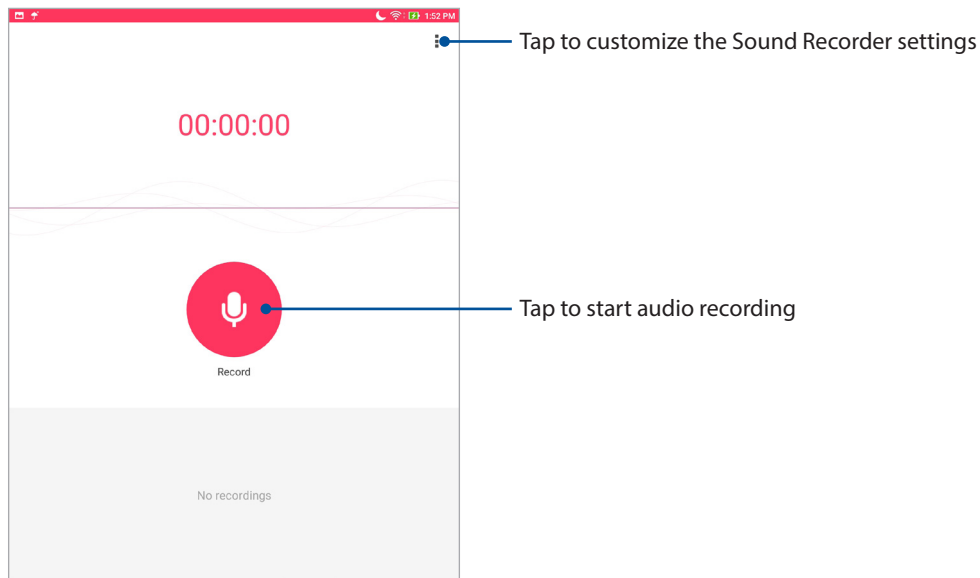 1:52 PM
Tap to customize the Sound Recorder settings
00:00:00
Tap to start audio recording
Record
No recordings